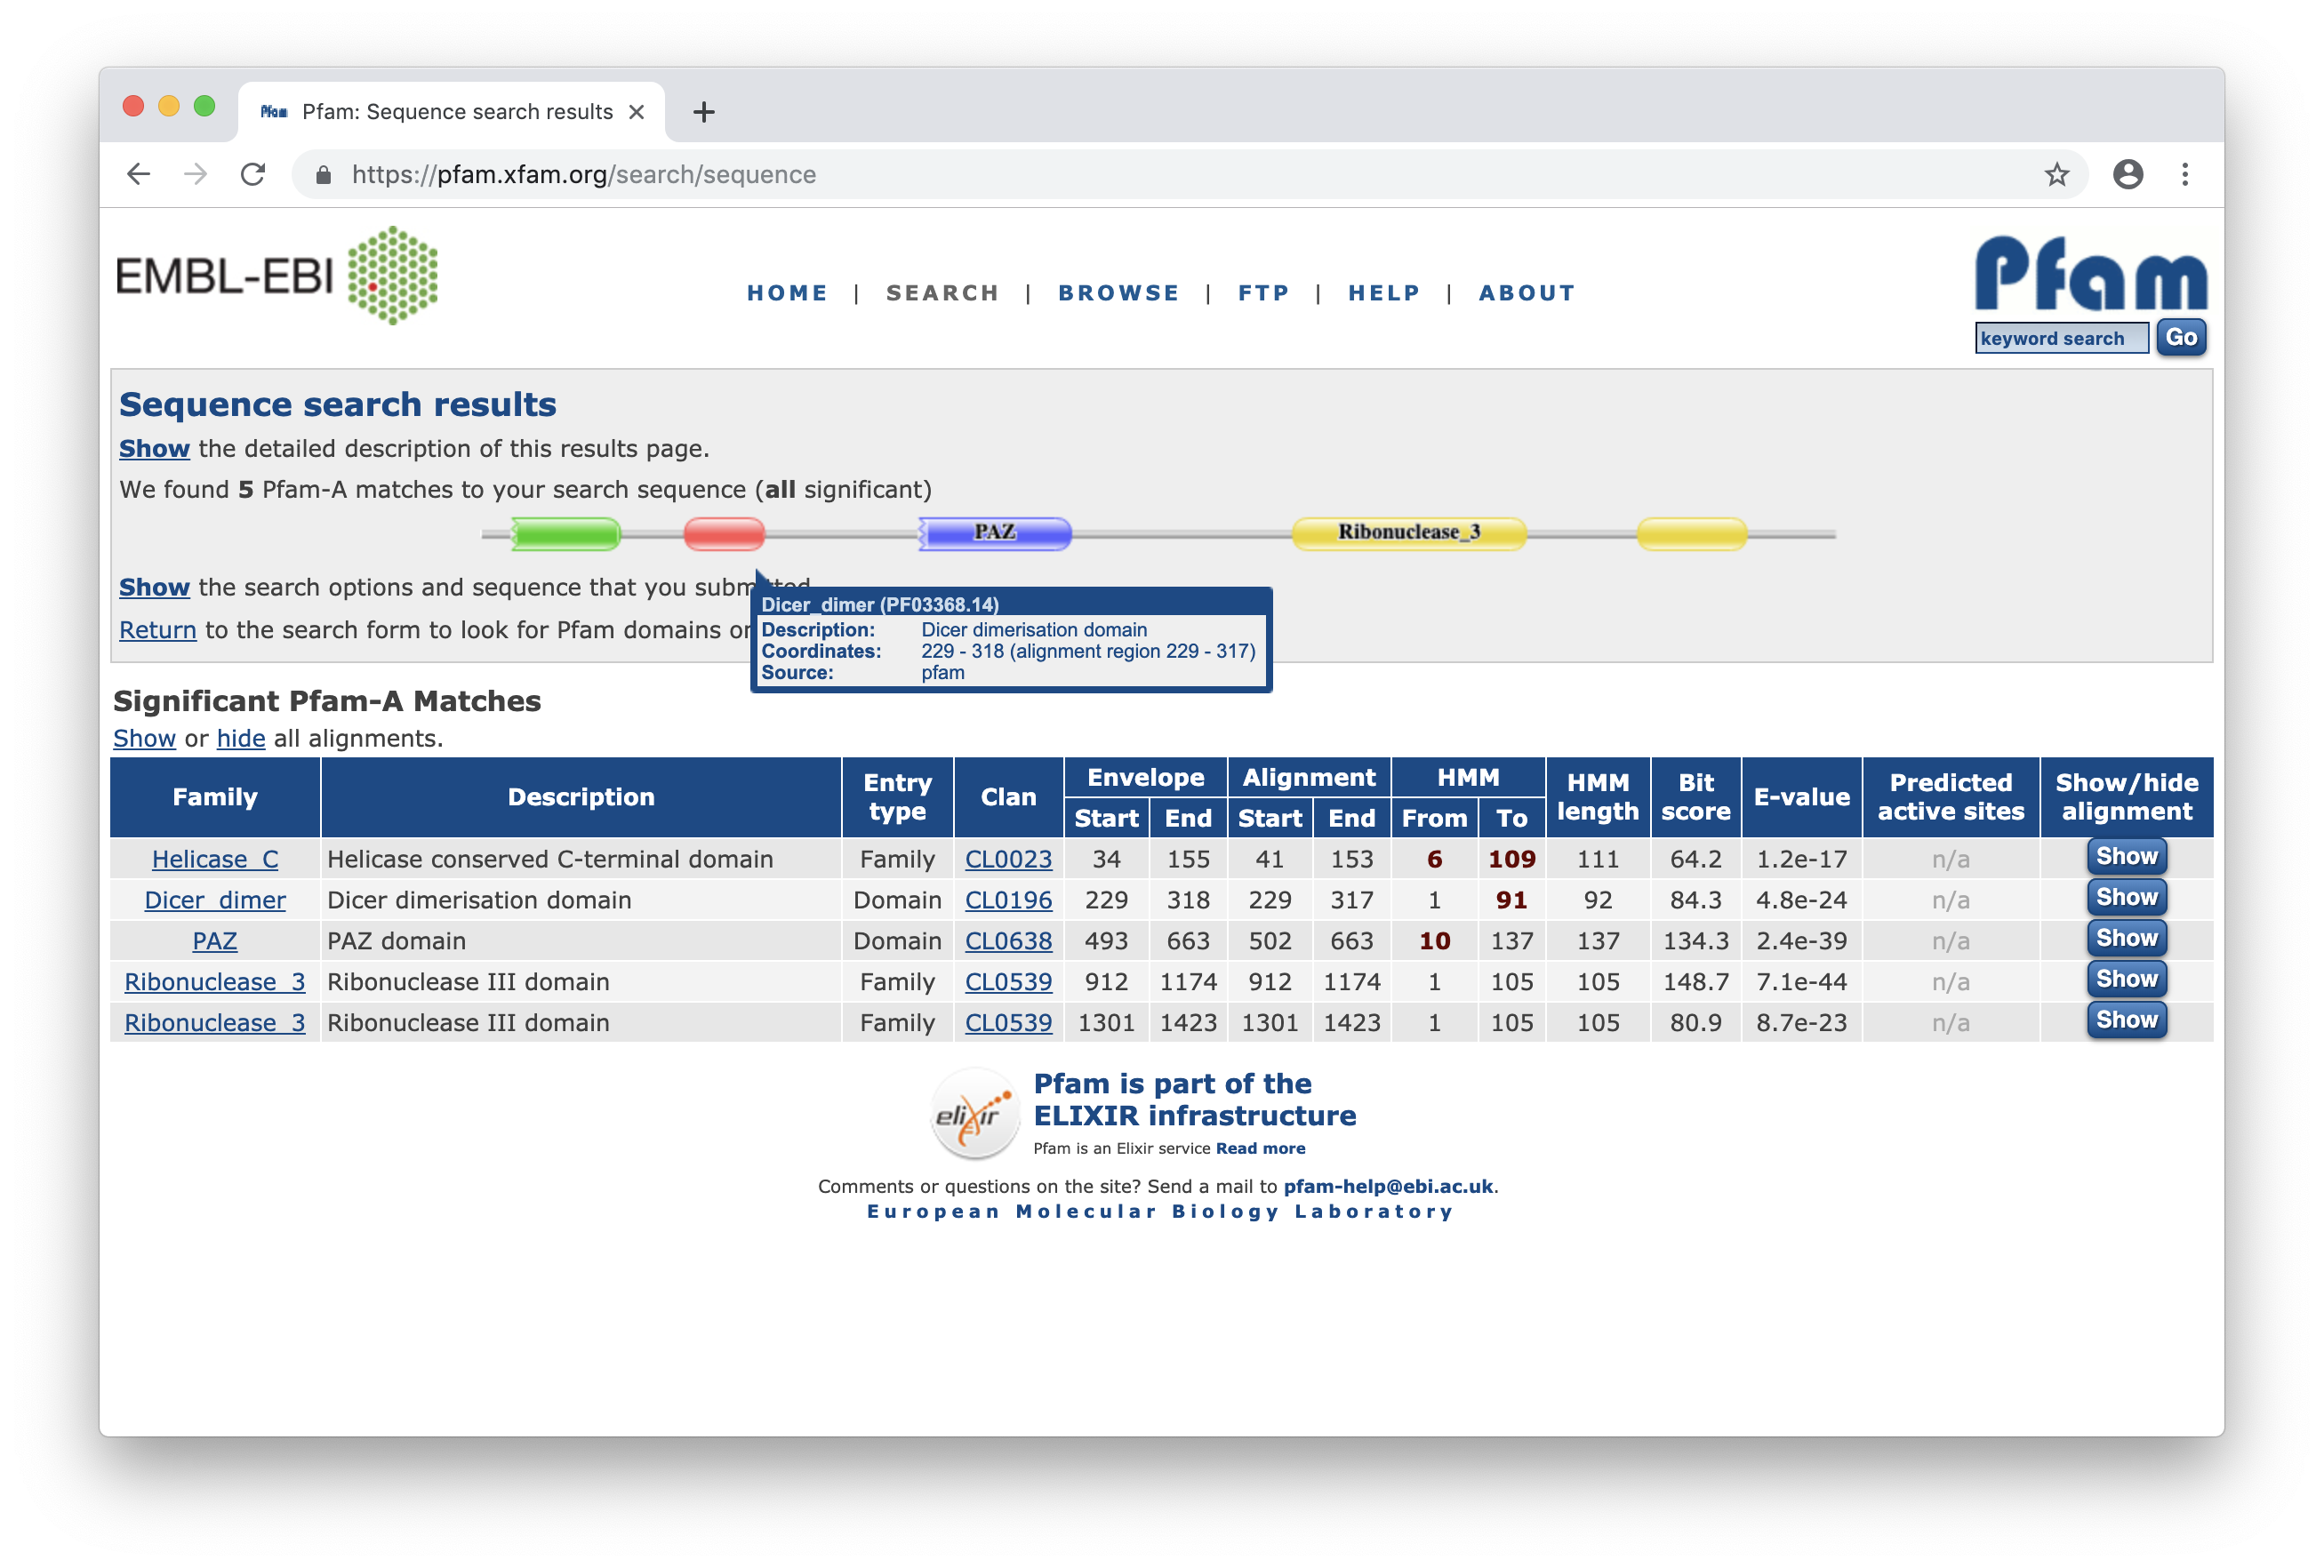 Pfam Pfam: Sequence search results
https://pfam.xfam.org/search/sequence
EMBL-EBI
HOME | SEARCH | BROWSE | FTP | HELP | ABOUT
Pfam
keyword search Go
Sequence search results
Show the detailed description of this results page.
We found 5 Pfam-A matches to your search sequence (all significant)
PAZ Ribonuclease_3
Show the search options and sequence that you submitted
Return to the search form to look for Pfam domains on
Dicer_dimer (PF03368.14)
Description: Dicer dimerisation domain
Coordinates: 229 - 318 (alignment region 229 - 317)
Source: pfam
Significant Pfam-A Matches
Show or hide all alignments.
Family Description Entry type Clan Envelope Alignment HMM HMM length Bit score E-value Predicted active sites Show/hide alignment
Start End Start End From To
Helicase_C Helicase conserved C-terminal domain Family CL0023 34 155 41 153 6 109 111 64.2 1.2e-17 n/a Show
Dicer_dimer Dicer dimerisation domain Domain CL0196 229 318 229 317 1 91 92 84.3 4.8e-24 n/a Show
PAZ PAZ domain Domain CL0638 493 663 502 663 10 137 137 134.3 2.4e-39 n/a Show
Ribonuclease_3 Ribonuclease III domain Family CL0539 912 1174 912 1174 1 105 105 148.7 7.1e-44 n/a Show
Ribonuclease_3 Ribonuclease III domain Family CL0539 1301 1423 1301 1423 1 105 105 80.9 8.7e-23 n/a Show
elixir
Pfam is part of the
ELIXIR infrastructure
Pfam is an Elixir service Read more
Comments or questions on the site? Send a mail to pfam-help@ebi.ac.uk.
European Molecular Biology Laboratory